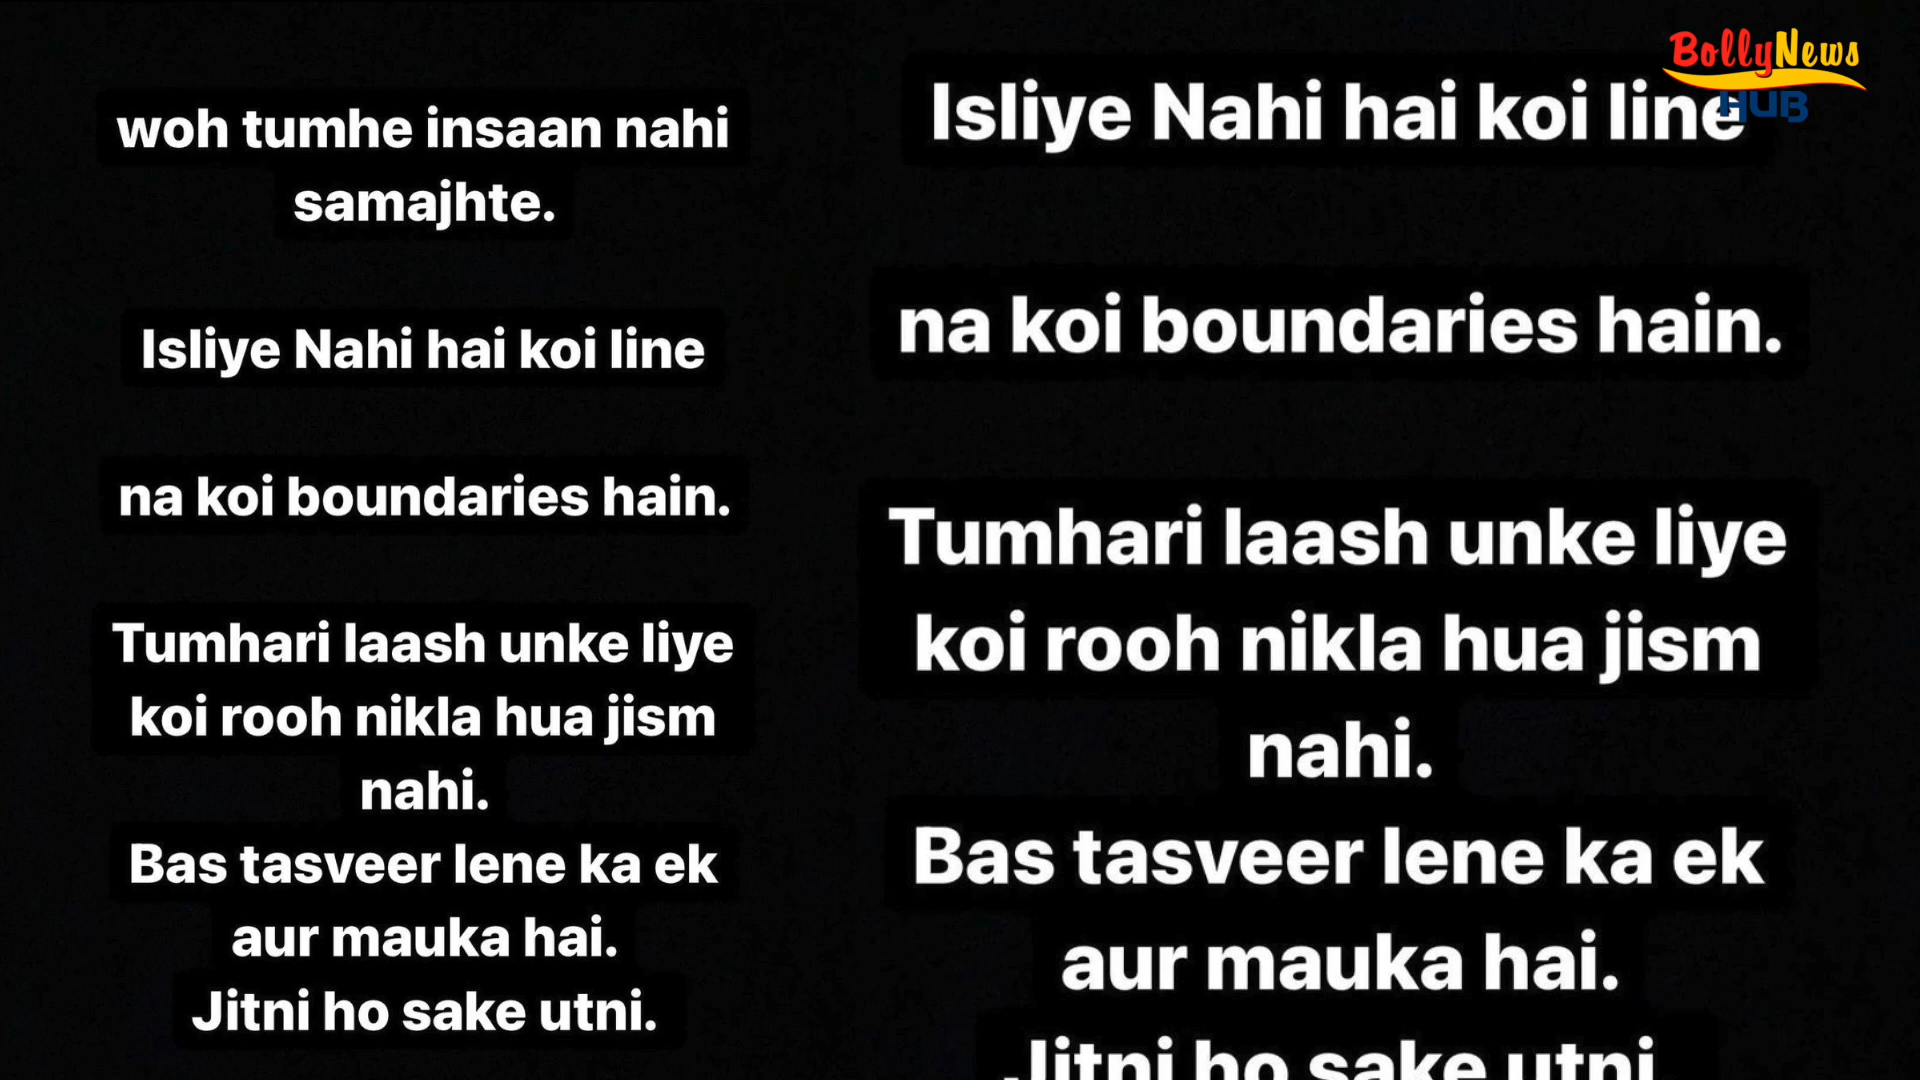 woh tumhe insaan nahi
samajhte.
Isliye Nahi hai koi line
na koi boundaries hain.
Tumhari laash unke liye
koi rooh nikla hua jism
nahi.
Bas tasveer lene ka ek
aur mauka hai.
Jitni ho sake utni.
BollyNews
HUB
Isliye Nahi hai koi line
na koi boundaries hain.
Tumhari laash unke liye
koi rooh nikla hua jism
nahi.
Bas tasveer lene ka ek
aur mauka hai.
Jitni ho sake utni